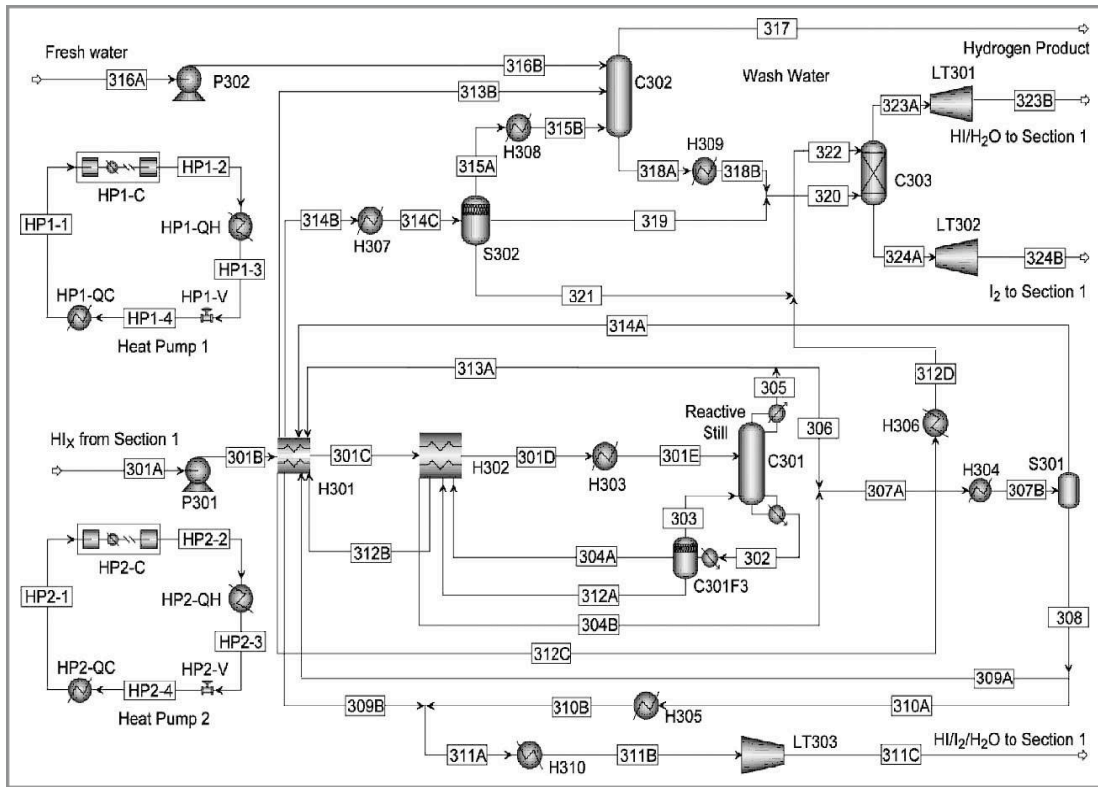 317
Fresh water
Hydrogen Product
316A
P302
316B
C302
Wash Water
LT301
313B
323A
323B
HI/H₂O to Section 1
315B
H308
315A
H309
322
C303
HP1-2
HP1-C
318A
318B
320
HP1-1
HP1-QH
314B
314C
319
LT302
H307
S302
324A
324B
HP1-3
I₂ to Section 1
HP1-QC
HP1-V
321
HP1-4
314A
Heat Pump 1
313A
305
312D
Reactive
Still
306
H306
HIX from Section 1
301B
301C
301D
301E
C301
H304
S301
301A
H302
H303
307A
307B
P301
H301
303
HP2-2
312B
304A
302
HP2-C
312A
C301F3
HP2-1
HP2-QH
304B
308
HP2-3
312C
HP2-QC
HP2-V
309A
HP2-4
309B
310B
H305
310A
Heat Pump 2
HI/I₂/H₂O to Section 1
311A
311B
LT303
311C
H310